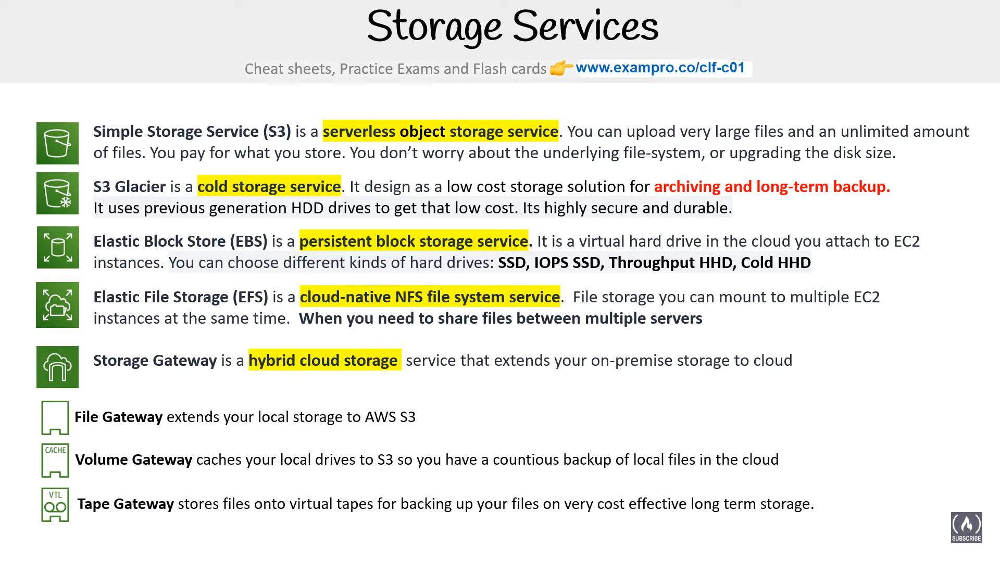 Storage Services
Cheat sheets, Practice Exams and Flash cards 👉 www.exampro.co/clf-c01
Simple Storage Service (S3) is a serverless object storage service. You can upload very large files and an unlimited amount
of files. You pay for what you store. You don’t worry about the underlying file-system, or upgrading the disk size.
S3 Glacier is a cold storage service. It design as a low cost storage solution for archiving and long-term backup.
It uses previous generation HDD drives to get that low cost. Its highly secure and durable.
Elastic Block Store (EBS) is a persistent block storage service. It is a virtual hard drive in the cloud you attach to EC2
instances. You can choose different kinds of hard drives: SSD, IOPS SSD, Throughput HHD, Cold HHD
Elastic File Storage (EFS) is a cloud-native NFS file system service. File storage you can mount to multiple EC2
instances at the same time. When you need to share files between multiple servers
Storage Gateway is a hybrid cloud storage service that extends your on-premise storage to cloud
File Gateway extends your local storage to AWS S3
CACHE
Volume Gateway caches your local drives to S3 so you have a countious backup of local files in the cloud
VTL
Tape Gateway stores files onto virtual tapes for backing up your files on very cost effective long term storage.
SUBSCRIBE